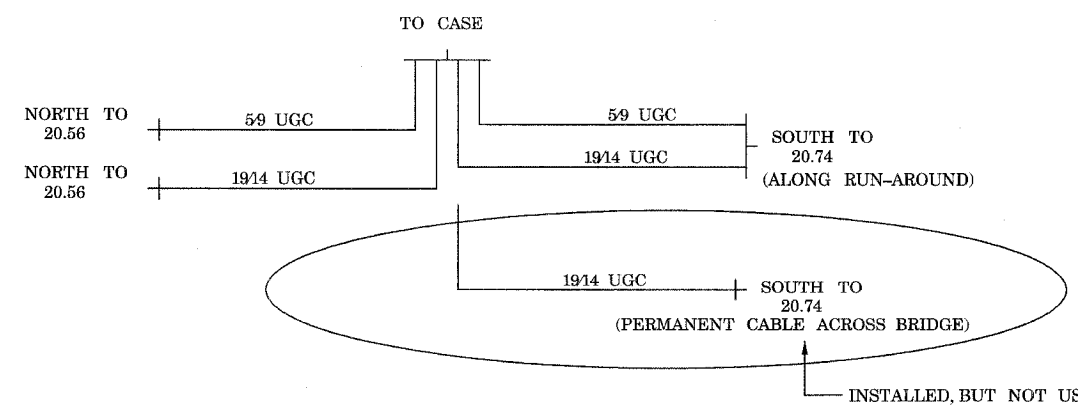 TO CASE
NORTH TO
20.56
5/9 UGC
5/9 UGC
SOUTH TO
20.74
(ALONG RUN-AROUND)
NORTH TO
20.56
19/14 UGC
19/14 UGC
19/14 UGC
SOUTH TO
20.74
(PERMANENT CABLE ACROSS BRIDGE)
INSTALLED, BUT NOT US